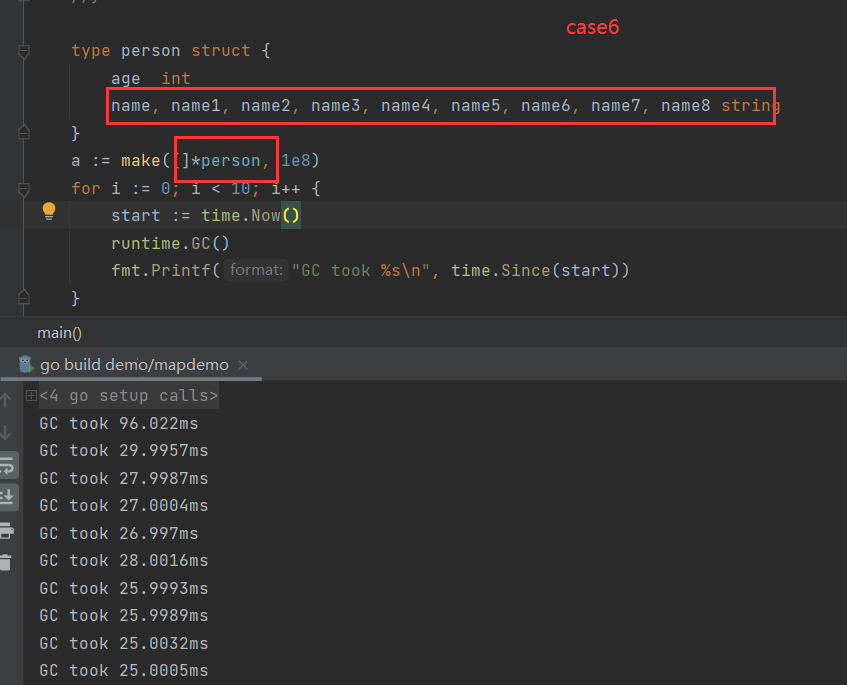 case6
type person struct {
age int
name, name1, name2, name3, name4, name5, name6, name7, name8 string
}
a := make([]*person, 1e8)
for i := 0; i < 10; i++ {
start := time.Now()
runtime.GC()
fmt.Printf( format: "GC took %s\n", time.Since(start))
}
main()
go build demo/mapdemo
<4 go setup calls>
GC took 96.022ms
GC took 29.9957ms
GC took 27.9987ms
GC took 27.0004ms
GC took 26.997ms
GC took 28.0016ms
GC took 25.9993ms
GC took 25.9989ms
GC took 25.0032ms
GC took 25.0005ms